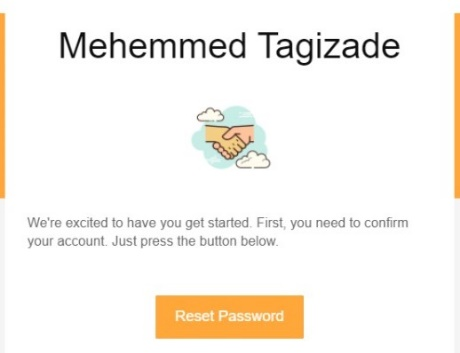 Mehemmed Tagizade
We're excited to have you get started. First, you need to confirm
your account. Just press the button below.
Reset Password